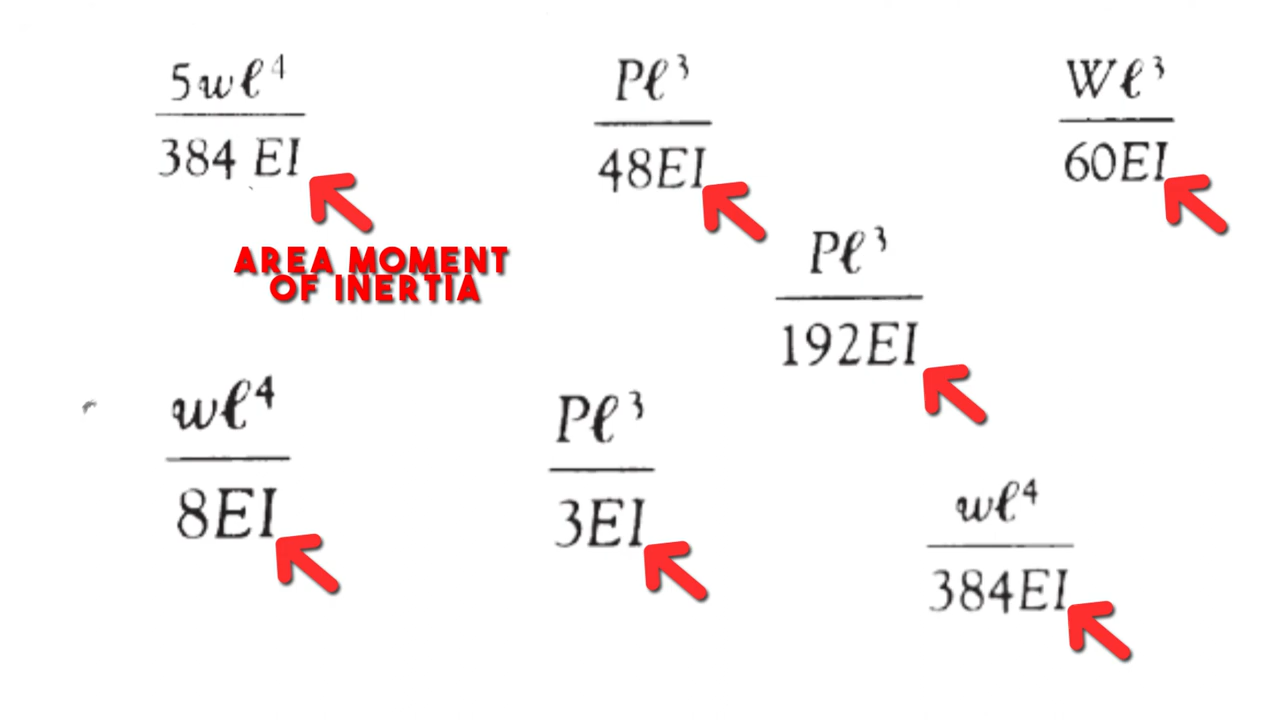 5wℓ⁴
384 EI
Pℓ³
48EI
Wℓ³
60EI
AREA MOMENT
OF INERTIA
Pℓ³
192EI
wℓ⁴
8EI
Pℓ³
3EI
wℓ⁴
384EI